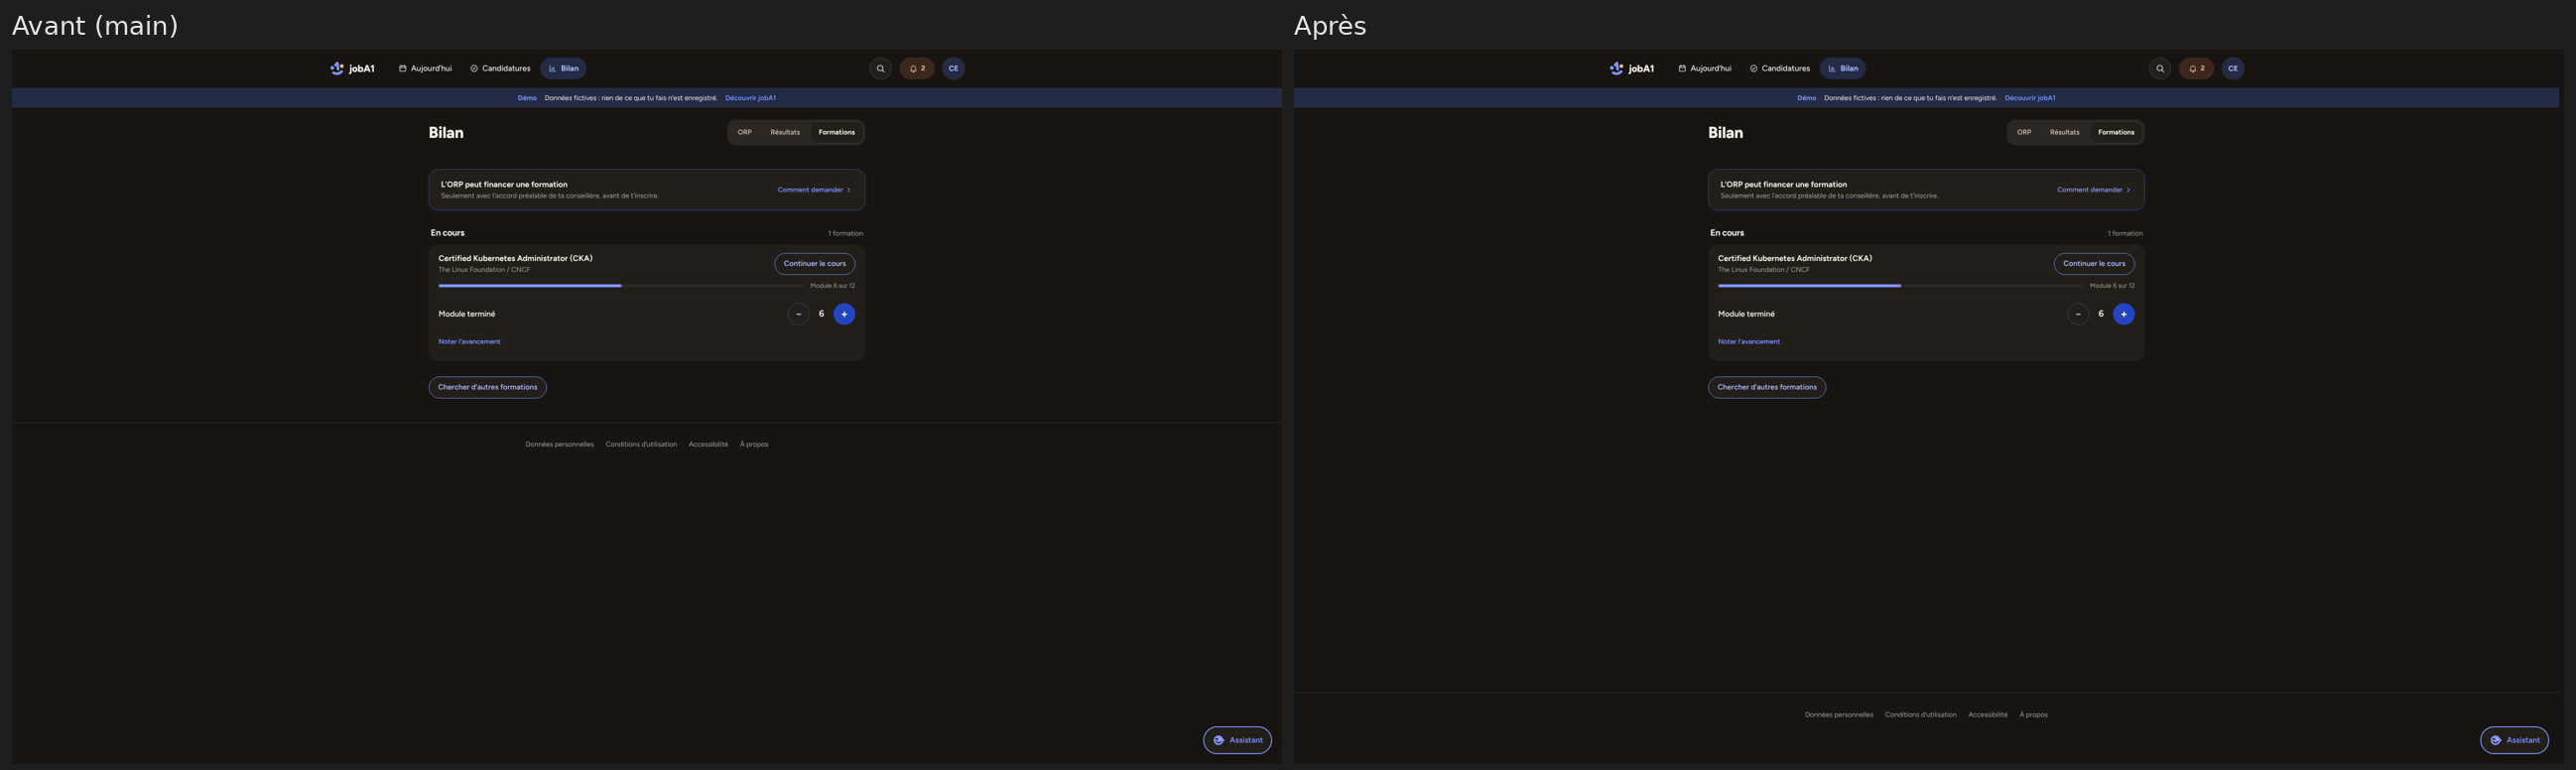 Avant (main)
jobA1 Aujourd'hui Candidatures Bilan 2 CE
Démo Données fictives : rien de ce que tu fais n'est enregistré. Découvrir jobA1
Bilan ORP Résultats Formations
L'ORP peut financer une formation
Seulement avec l'accord préalable de ta conseillère, avant de t'inscrire.
Comment demander >
En cours 1 formation
Certified Kubernetes Administrator (CKA)
The Linux Foundation / CNCF
Continuer le cours
Module 6 sur 12
Module terminé − 6 +
Noter l'avancement
Chercher d'autres formations
Données personnelles Conditions d'utilisation Accessibilité À propos
Assistant
Après
jobA1 Aujourd'hui Candidatures Bilan 2 CE
Démo Données fictives : rien de ce que tu fais n'est enregistré. Découvrir jobA1
Bilan ORP Résultats Formations
L'ORP peut financer une formation
Seulement avec l'accord préalable de ta conseillère, avant de t'inscrire.
Comment demander >
En cours 1 formation
Certified Kubernetes Administrator (CKA)
The Linux Foundation / CNCF
Continuer le cours
Module 6 sur 12
Module terminé − 6 +
Noter l'avancement
Chercher d'autres formations
Données personnelles Conditions d'utilisation Accessibilité À propos
Assistant